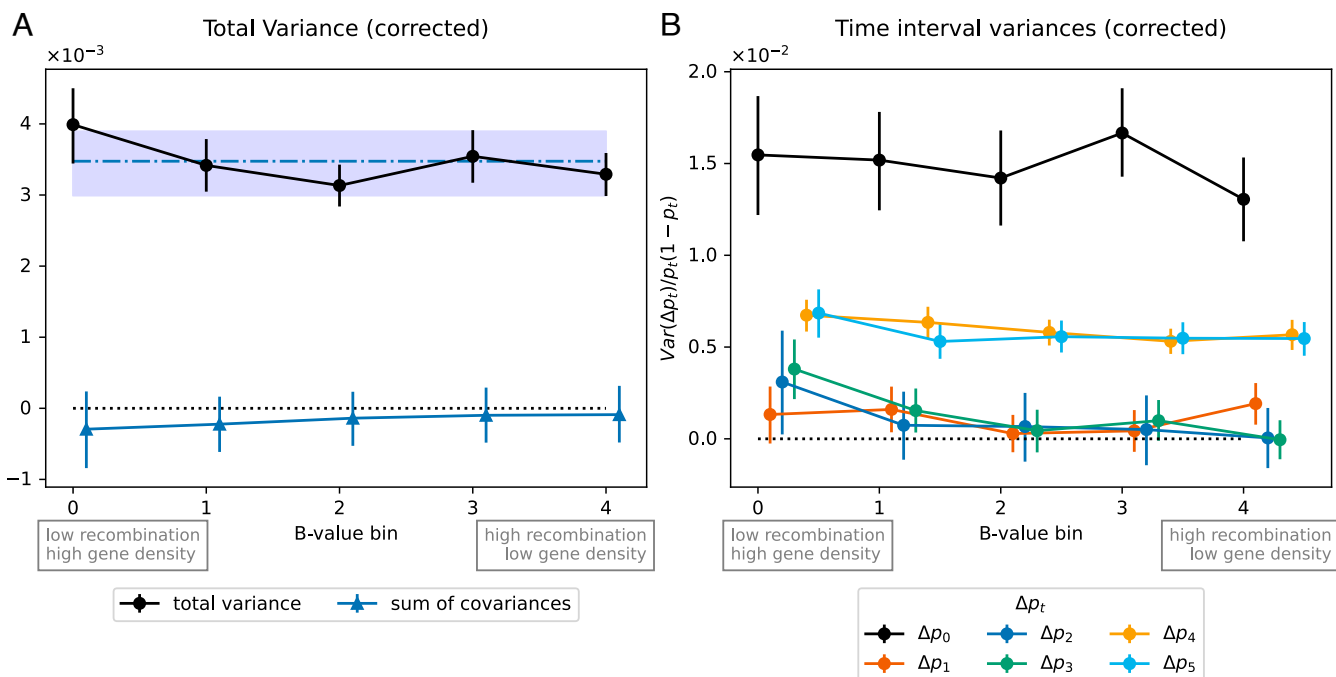 A
Total Variance (corrected)
×10⁻³
4
3
2
1
0
−1
0 1 2 3 4
B-value bin
low recombination
high gene density
high recombination
low gene density
total variance
sum of covariances
B
Time interval variances (corrected)
×10⁻²
2.0
1.5
1.0
0.5
0.0
Var(Δpₜ)/pₜ(1 − pₜ)
0 1 2 3 4
B-value bin
low recombination
high gene density
high recombination
low gene density
Δpₜ
Δp₀ Δp₂ Δp₄
Δp₁ Δp₃ Δp₅